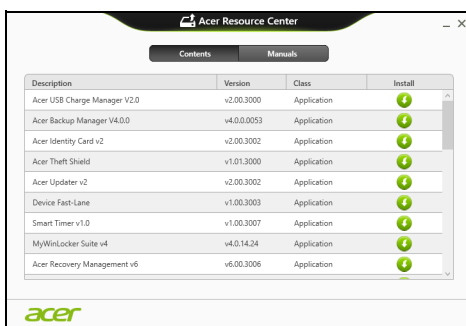 Acer Resource Center
Contents Manuals
Description Version Class Install
Acer USB Charge Manager V2.0 v2.00.3000 Application
Acer Backup Manager V4.0.0 v4.0.0.0053 Application
Acer Identity Card v2 v2.00.3002 Application
Acer Theft Shield v1.01.3000 Application
Acer Updater v2 v2.00.3002 Application
Device Fast-Lane v1.00.3003 Application
Smart Timer v1.0 v1.00.3007 Application
MyWinLocker Suite v4 v4.0.14.24 Application
Acer Recovery Management v6 v6.00.3006 Application
acer